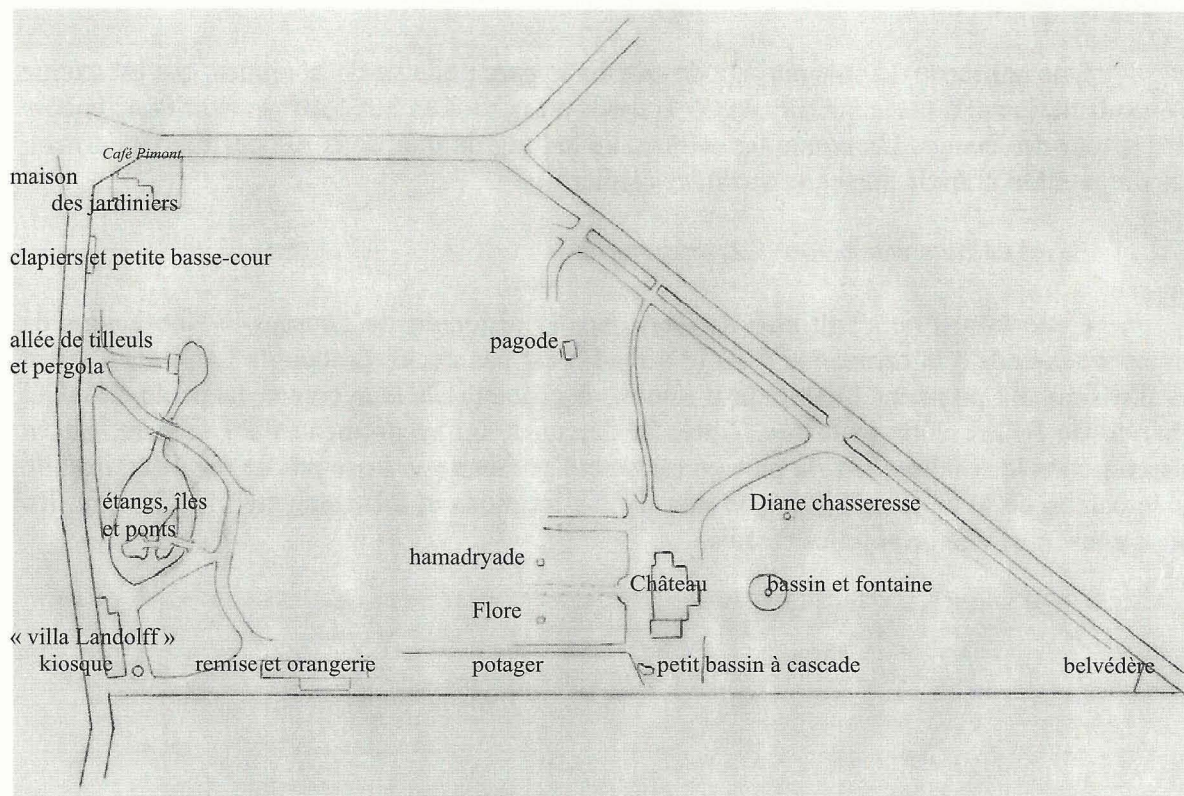 Café Pimont
maison
des jardiniers
clapiers et petite basse-cour
allée de tilleuls
et pergola
pagode
étangs, îles
et ponts
Diane chasseresse
hamadryade
Château
bassin et fontaine
Flore
« villa Landolff »
kiosque
remise et orangerie
potager
petit bassin à cascade
belvédère